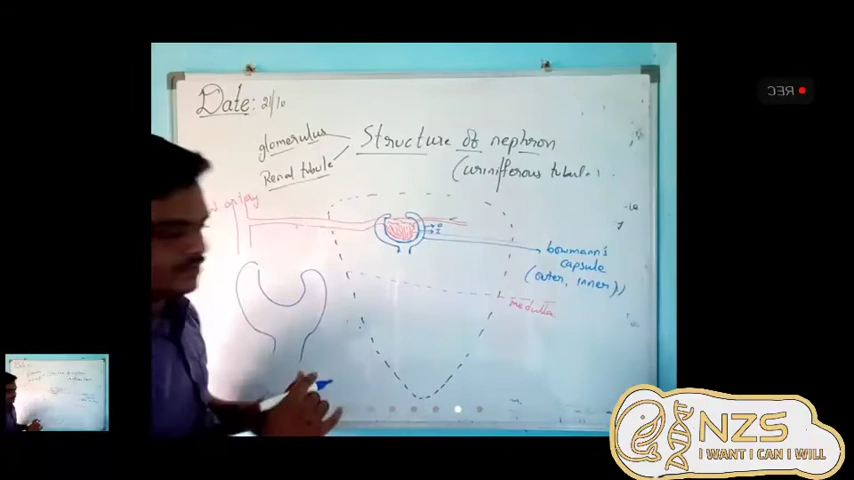 REC
Date: 21/10
glomerulus
Structure of nephron
Renal tubule
(uriniferous tubule)
artery
bowmann's
capsule
(outer, inner)
medulla
NZS
I WANT I CAN I WILL